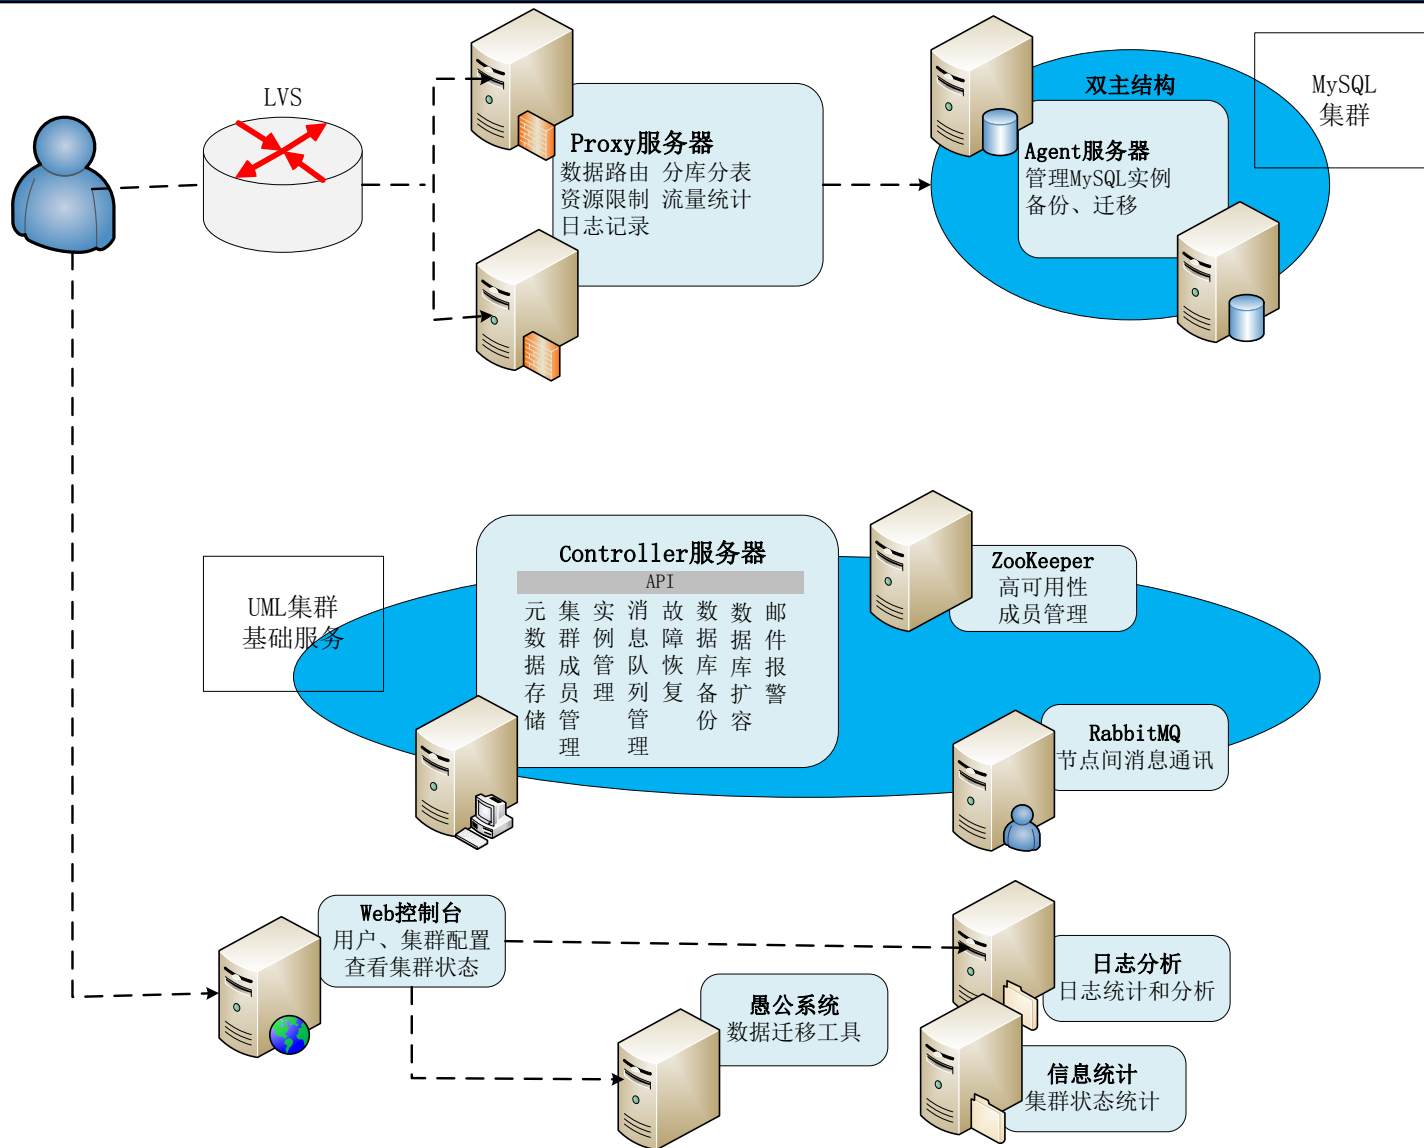 LVS
Proxy服务器
数据路由 分库分表
资源限制 流量统计
日志记录
双主结构
Agent服务器
管理MySQL实例
备份、迁移
MySQL
集群
UML集群
基础服务
Controller服务器
API
元数据存储
集群成员管理
实例管理
消息队列管理
故障恢复
数据库备份
数据库扩容
邮件报警
ZooKeeper
高可用性
成员管理
RabbitMQ
节点间消息通讯
Web控制台
用户、集群配置
查看集群状态
愚公系统
数据迁移工具
日志分析
日志统计和分析
信息统计
集群状态统计